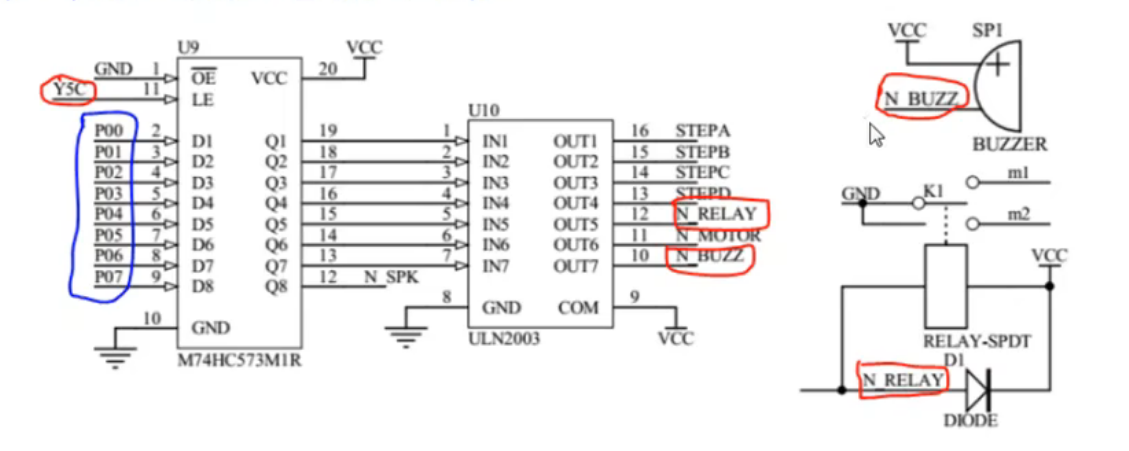 U9
GND 1 OE VCC 20 VCC
Y5C 11 LE
P00 2 D1 Q1 19
P01 3 D2 Q2 18
P02 4 D3 Q3 17
P03 5 D4 Q4 16
P04 6 D5 Q5 15
P05 7 D6 Q6 14
P06 8 D7 Q7 13
P07 9 D8 Q8 12 N_SPK
10 GND
M74HC573M1R
U10
1 IN1 OUT1 16 STEPA
2 IN2 OUT2 15 STEPB
3 IN3 OUT3 14 STEPC
4 IN4 OUT4 13 STEPD
5 IN5 OUT5 12 N_RELAY
6 IN6 OUT6 11 N_MOTOR
7 IN7 OUT7 10 N_BUZZ
8 GND COM 9
ULN2003 VCC
VCC SP1
+
N_BUZZ
BUZZER
m1
GND K1
m2
VCC
RELAY-SPDT
D1
N_RELAY
DIODE